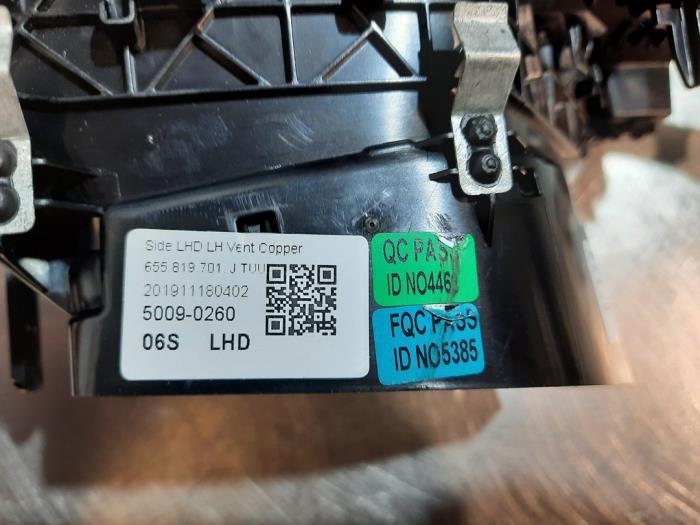 Side LHD LH Vent Copper
655.819.701. J TUU
201911180402
5009-0260
06S LHD
QC PASS
ID NO446
FQC PASS
ID NO5385